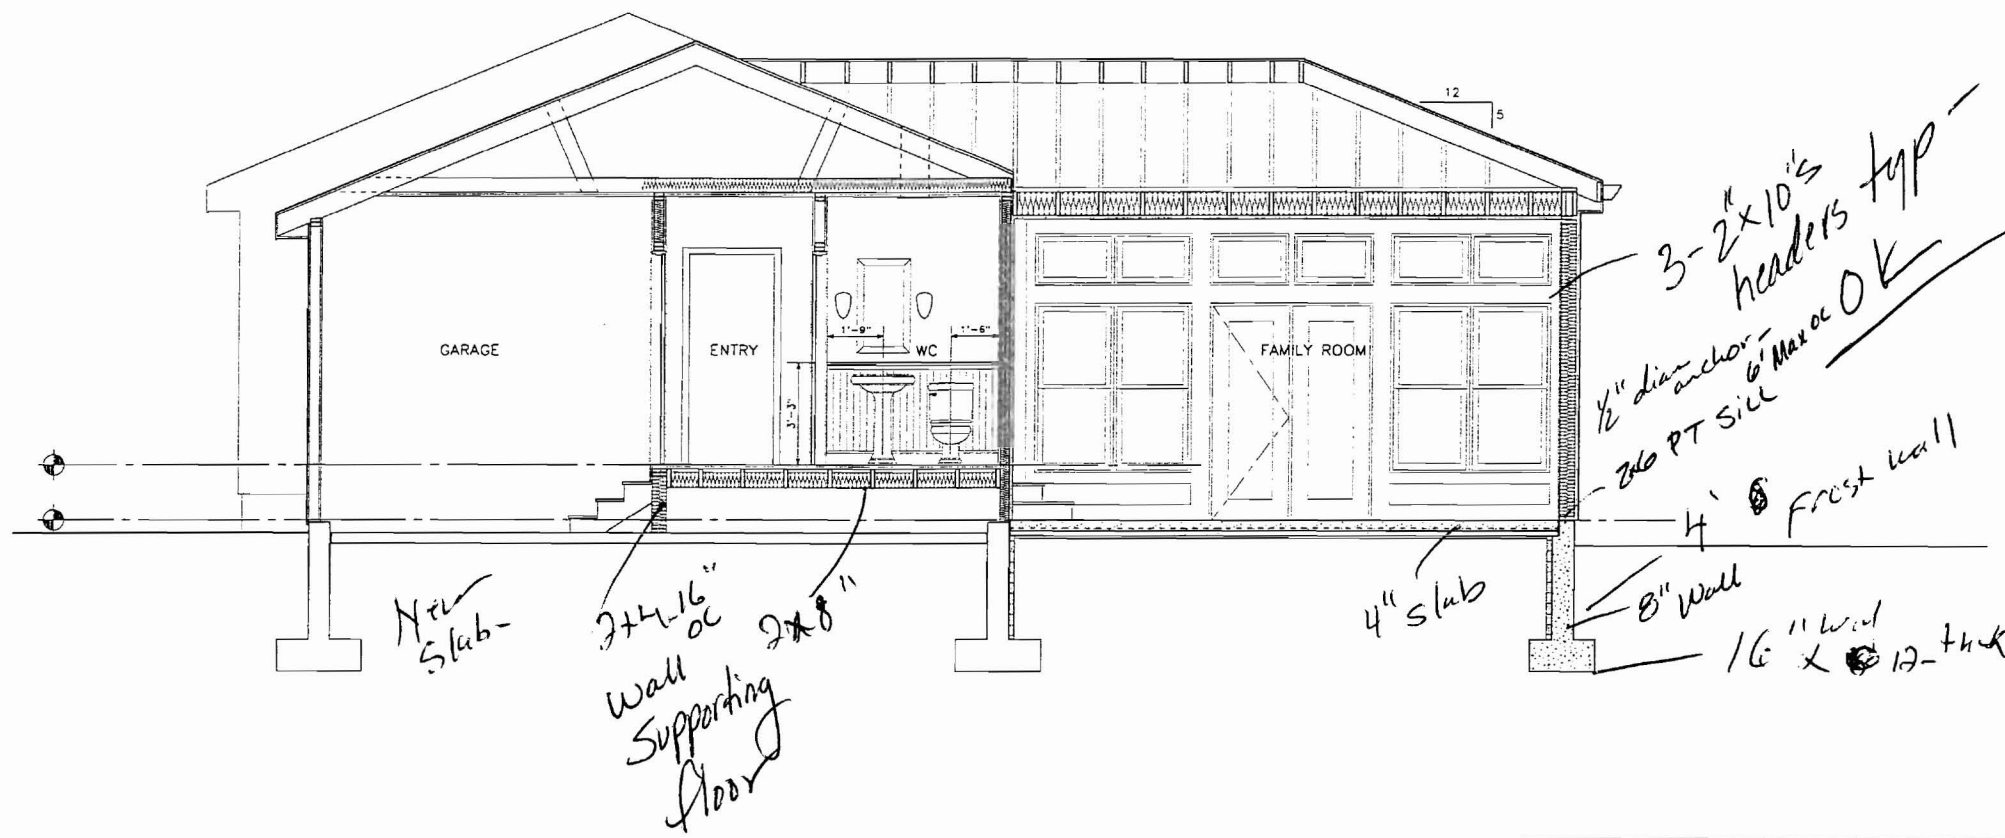 12
5
3-2"x10's
headers typ -
OK
GARAGE
ENTRY
1'-9"
1'-6"
WC
3'-3"
FAMILY ROOM
1/2" dia
anchor -
6' Max oc
2x6 PT Sill
4' frost wall
8" Wall
16"
x 12-thick
4" slab
New
Slab-
2x4-16"
OC
Wall
Supporting
floor
2x8"